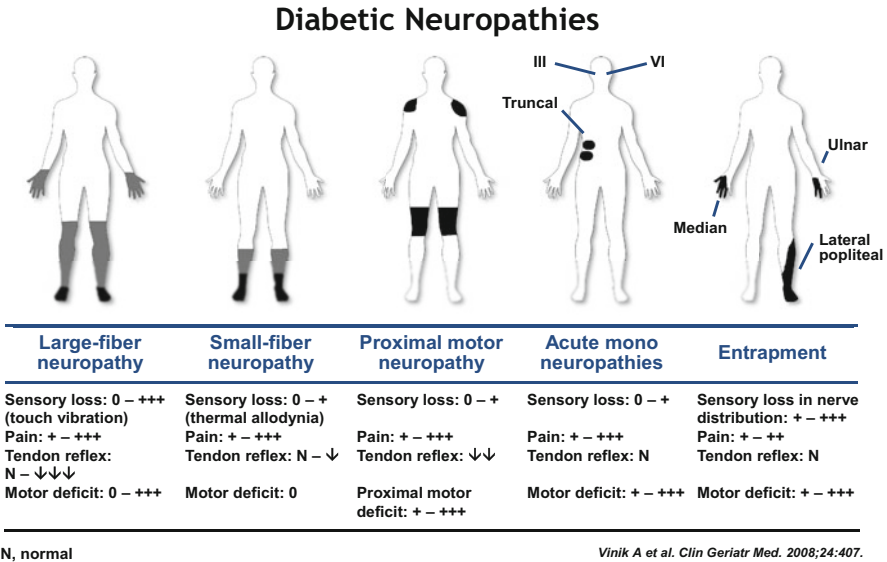 Diabetic Neuropathies
III
VI
Truncal
Ulnar
Median
Lateral
popliteal
Large-fiber
neuropathy
Small-fiber
neuropathy
Proximal motor
neuropathy
Acute mono
neuropathies
Entrapment
Sensory loss: 0 – +++
(touch vibration)
Pain: + – +++
Tendon reflex:
N – ↓↓↓
Motor deficit: 0 – +++
Sensory loss: 0 – +
(thermal allodynia)
Pain: + – +++
Tendon reflex: N – ↓
Motor deficit: 0
Sensory loss: 0 – +
Pain: + – +++
Tendon reflex: ↓↓
Proximal motor
deficit: + – +++
Sensory loss: 0 – +
Pain: + – +++
Tendon reflex: N
Motor deficit: + – +++
Sensory loss in nerve
distribution: + – +++
Pain: + – ++
Tendon reflex: N
Motor deficit: + – +++
N, normal
Vinik A et al. Clin Geriatr Med. 2008;24:407.